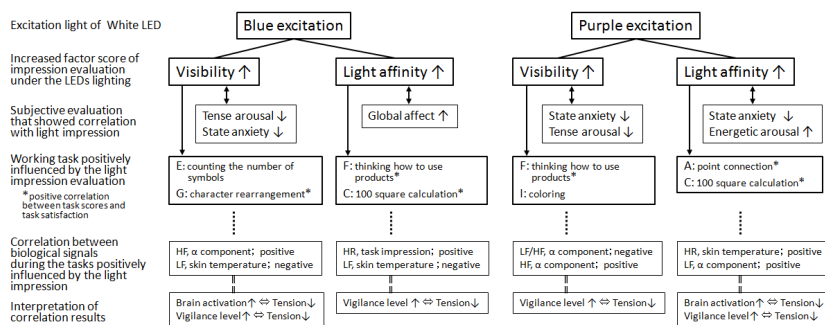 Excitation light of White LED
Blue excitation
Purple excitation
Increased factor score of
impression evaluation
under the LEDs lighting
Visibility ↑
Light affinity ↑
Visibility ↑
Light affinity ↑
Subjective evaluation
that showed correlation
with light impression
Tense arousal ↓
State anxiety ↓
Global affect ↑
State anxiety ↓
Tense arousal ↓
State anxiety ↓
Energetic arousal ↑
Working task positively
influenced by the light
impression evaluation
*positive correlation
between task scores and
task satisfaction
E: counting the number of
symbols
G: character rearrangement*
F: thinking how to use
products*
C: 100 square calculation*
F: thinking how to use
products*
I: coloring
A: point connection*
C: 100 square calculation*
Correlation between
biological signals
during the tasks positively
influenced by the light
impression
HF, α component; positive
LF, skin temperature; negative
HR, task impression; positive
LF, skin temperature ; negative
LF/HF, α component; negative
HF, α component; positive
HR, skin temperature; positive
LF, α component; positive
Interpretation of
correlation results
Brain activation↑ ⇔ Tension↓
Vigilance level↑ ⇔ Tension↓
Vigilance level ↑ ⇔ Tension↓
Vigilance level ↑ ⇔ Tension↓
Brain activation↑ ⇔ Tension↓
Vigilance level↑ ⇔ Tension↓